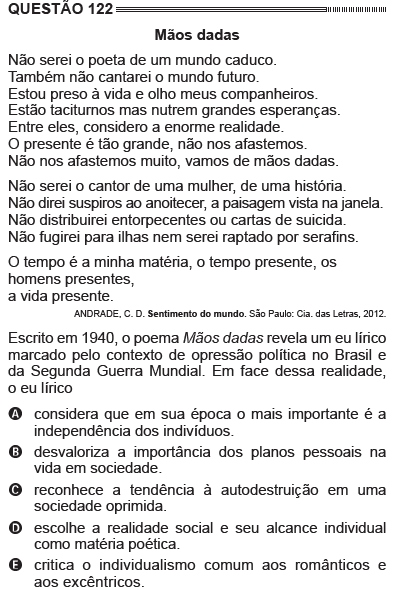 QUESTÃO 122
Mãos dadas
Não serei o poeta de um mundo caduco.
Também não cantarei o mundo futuro.
Estou preso à vida e olho meus companheiros.
Estão taciturnos mas nutrem grandes esperanças.
Entre eles, considero a enorme realidade.
O presente é tão grande, não nos afastemos.
Não nos afastemos muito, vamos de mãos dadas.
Não serei o cantor de uma mulher, de uma história.
Não direi suspiros ao anoitecer, a paisagem vista na janela.
Não distribuirei entorpecentes ou cartas de suicida.
Não fugirei para ilhas nem serei raptado por serafins.
O tempo é a minha matéria, o tempo presente, os
homens presentes,
a vida presente.
ANDRADE, C. D. Sentimento do mundo. São Paulo: Cia. das Letras, 2012.
Escrito em 1940, o poema Mãos dadas revela um eu lírico
marcado pelo contexto de opressão política no Brasil e
da Segunda Guerra Mundial. Em face dessa realidade,
o eu lírico
A considera que em sua época o mais importante é a
independência dos indivíduos.
B desvaloriza a importância dos planos pessoais na
vida em sociedade.
C reconhece a tendência à autodestruição em uma
sociedade oprimida.
D escolhe a realidade social e seu alcance individual
como matéria poética.
E critica o individualismo comum aos românticos e
aos excêntricos.